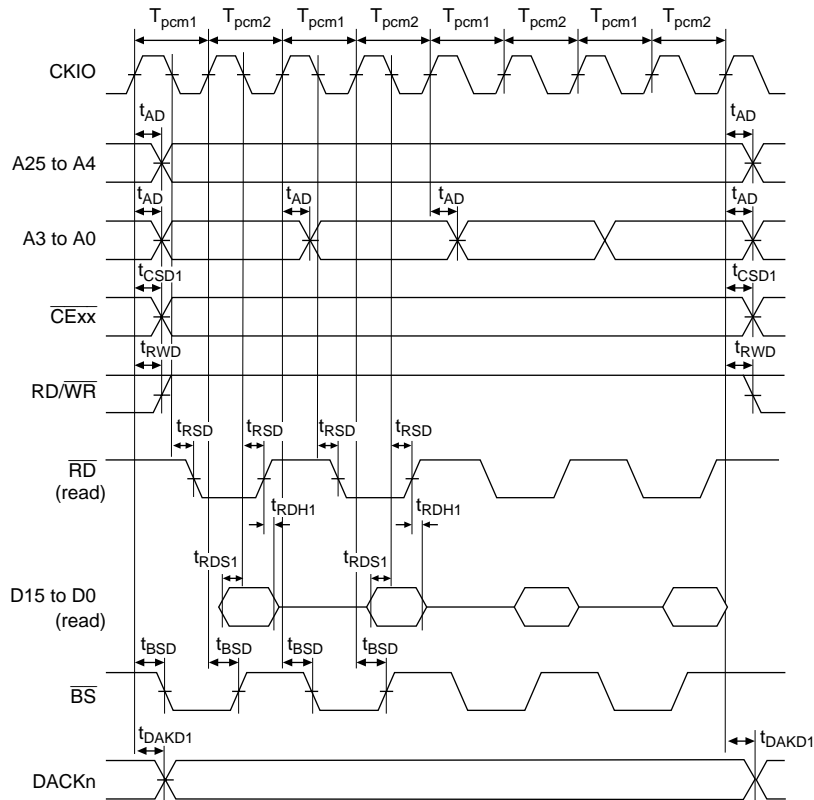 Tpcm1 Tpcm2 Tpcm1 Tpcm2 Tpcm1 Tpcm2 Tpcm1 Tpcm2
CKIO
tAD tAD
A25 to A4
tAD tAD tAD tAD
A3 to A0
tCSD1 tCSD1
CExx
tRWD tRWD
RD/WR
tRSD tRSD tRSD tRSD
RD
(read)
tRDH1 tRDH1
tRDS1 tRDS1
D15 to D0
(read)
tBSD tBSD tBSD tBSD
BS
tDAKD1 tDAKD1
DACKn